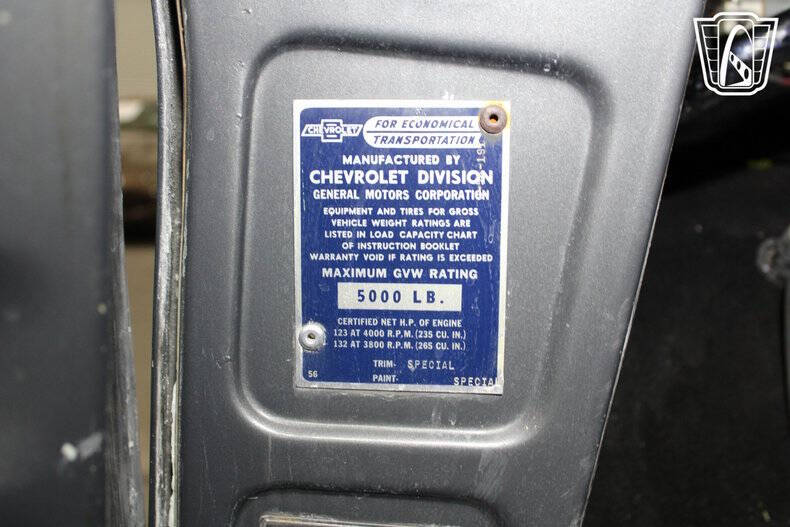 CHEVROLET
FOR ECONOMICAL
TRANSPORTATION
MANUFACTURED BY
CHEVROLET DIVISION
GENERAL MOTORS CORPORATION
EQUIPMENT AND TIRES FOR GROSS
VEHICLE WEIGHT RATINGS ARE
LISTED IN LOAD CAPACITY CHART
OF INSTRUCTION BOOKLET
WARRANTY VOID IF RATING IS EXCEEDED
MAXIMUM GVW RATING
5000 LB.
CERTIFIED NET H.P. OF ENGINE
123 AT 4000 R.P.M. (235 CU. IN.)
132 AT 3800 R.P.M. (265 CU. IN.)
TRIM- SPECIAL
56 PAINT- SPECIAL